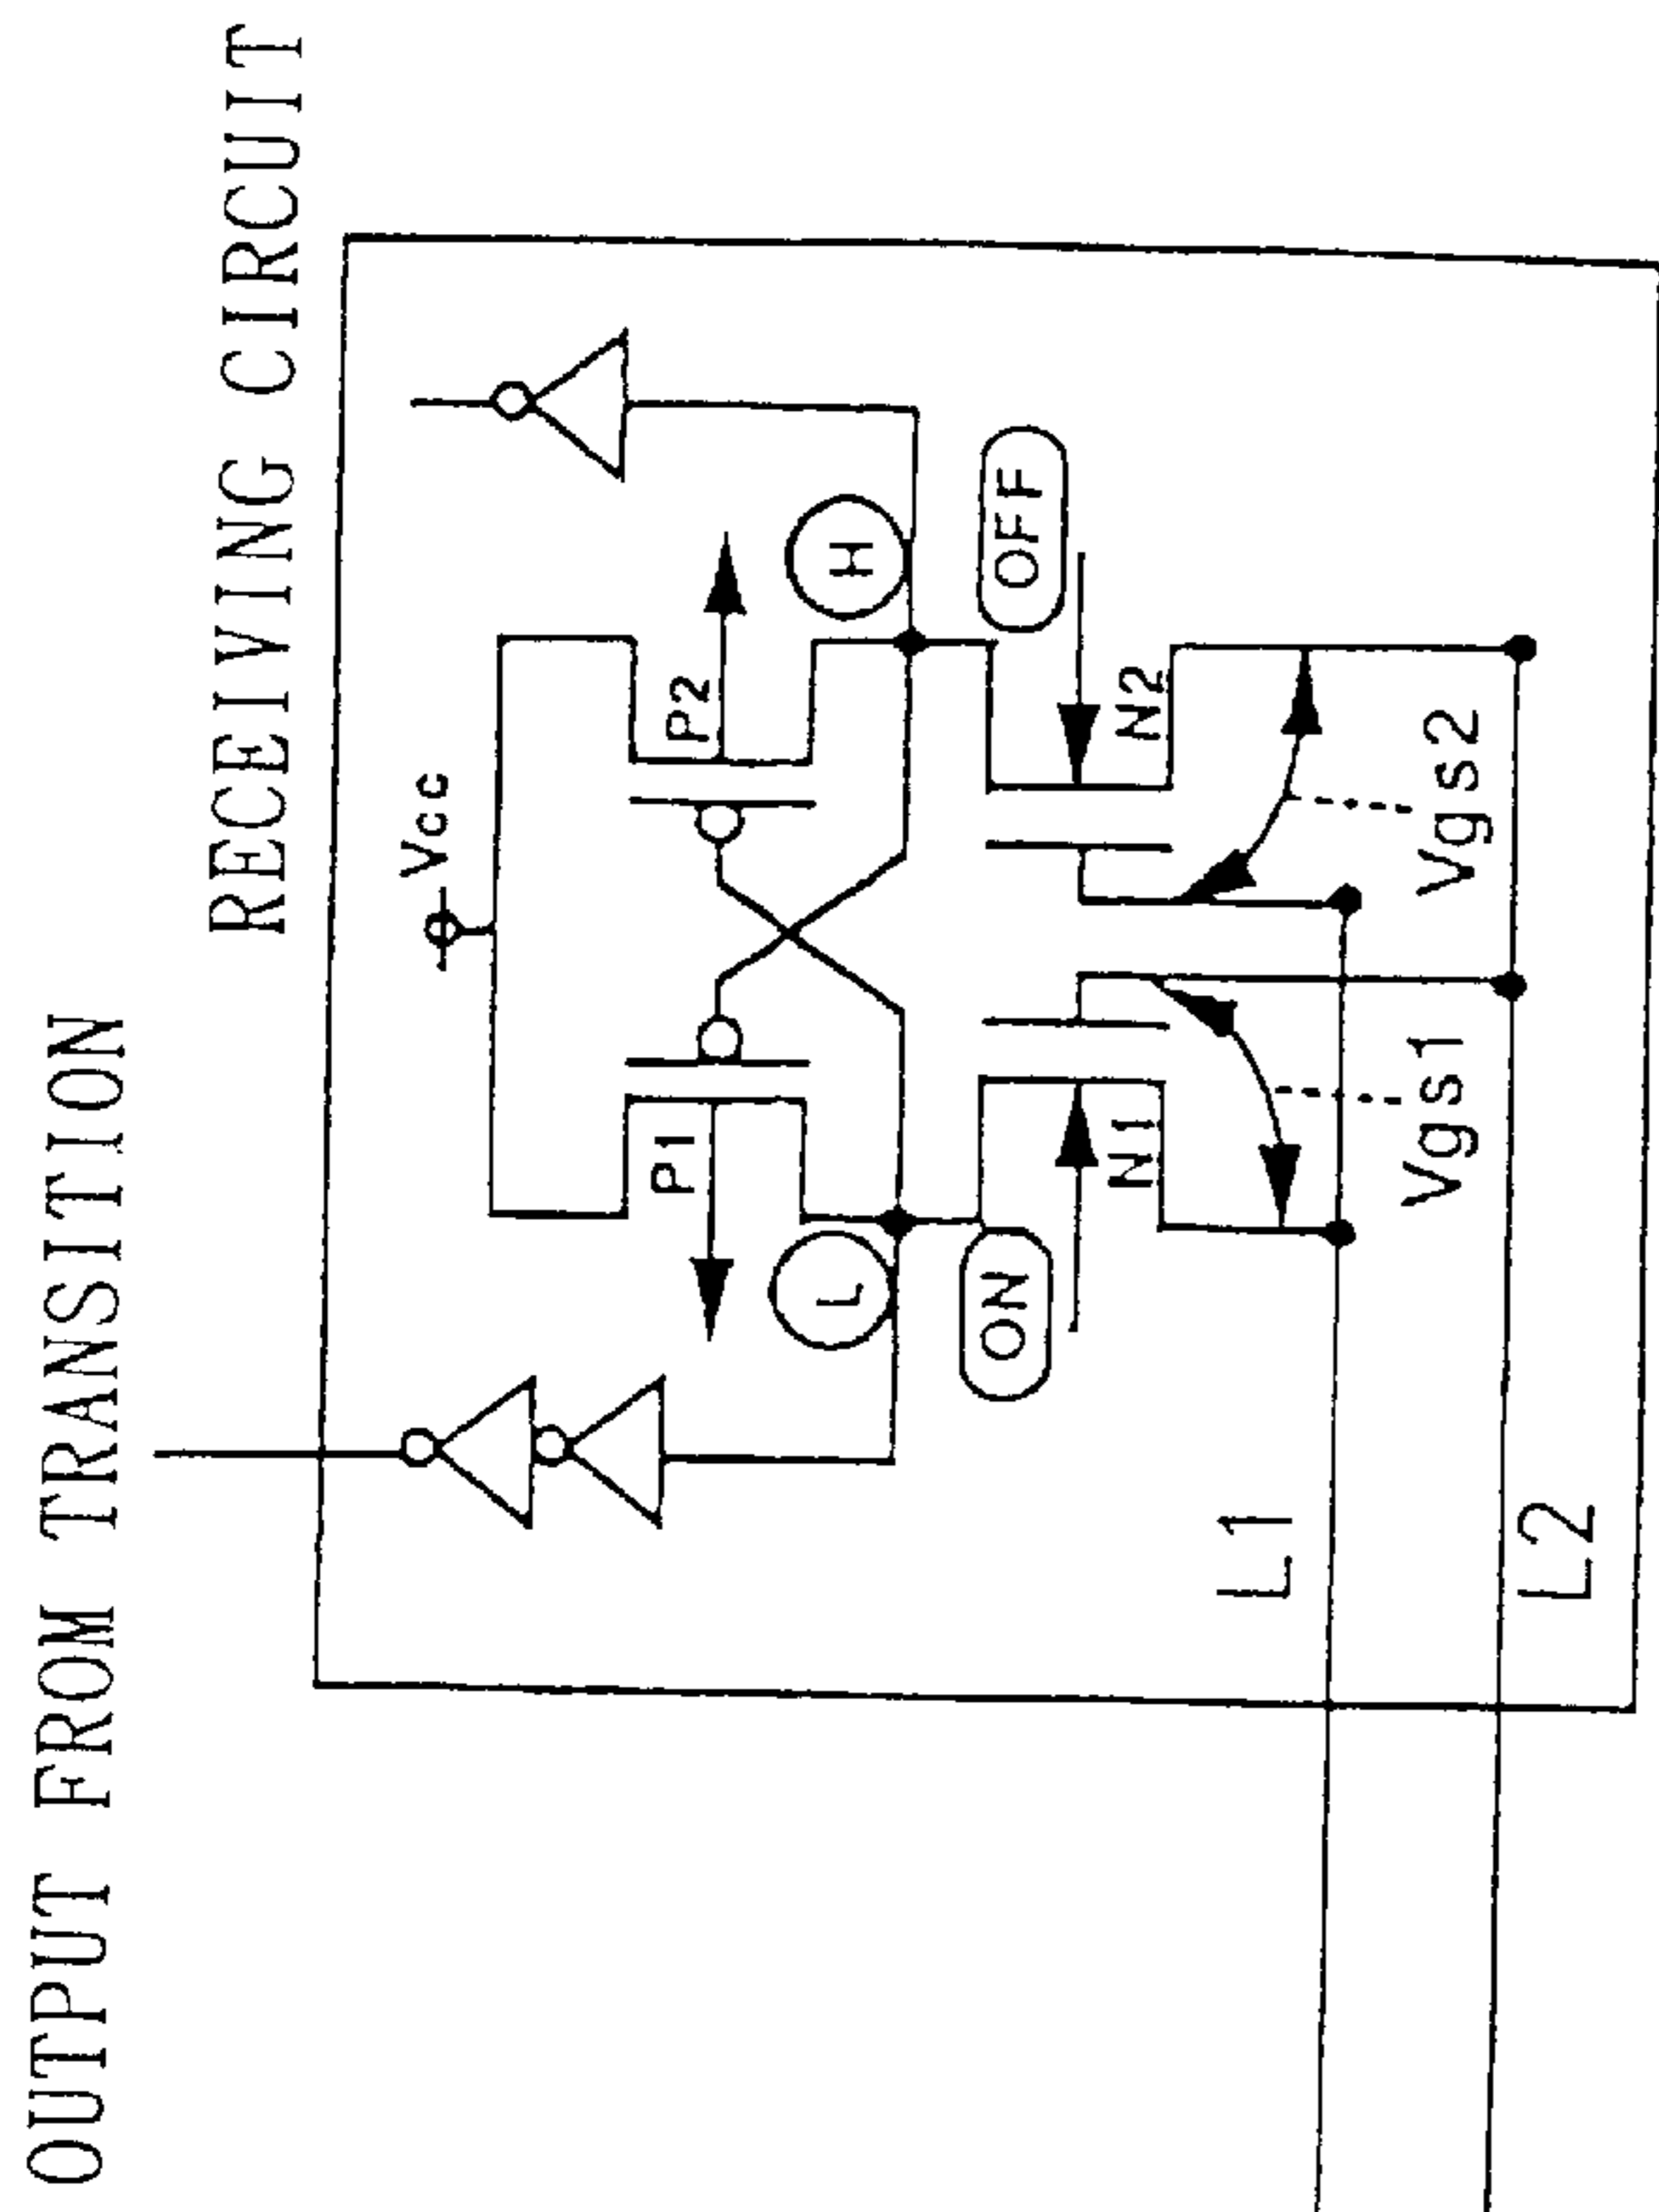 OUTPUT FROM TRANSITION
RECEIVING CIRCUIT
Vcc
P1
P2
L
H
ON
OFF
N1
N2
L1
Vgs1
Vgs2
L2